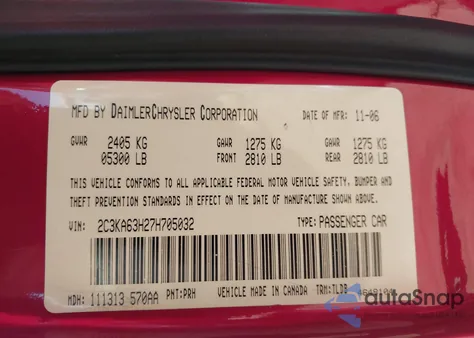 MFD BY DAIMLERCHRYSLER CORPORATION DATE OF MFR: 11-06
GVWR 2405 KG GAWR 1275 KG GAWR 1275 KG
05300 LB FRONT 2810 LB REAR 2810 LB
THIS VEHICLE CONFORMS TO ALL APPLICABLE FEDERAL MOTOR VEHICLE SAFETY, BUMPER AND
THEFT PREVENTION STANDARDS IN EFFECT ON THE DATE OF MANUFACTURE SHOWN ABOVE.
VIN: 2C3KA63H27H705032 TYPE: PASSENGER CAR
MDH: 111313 570AA PNT: PRH VEHICLE MADE IN CANADA TRM: TLDB
autoSnap